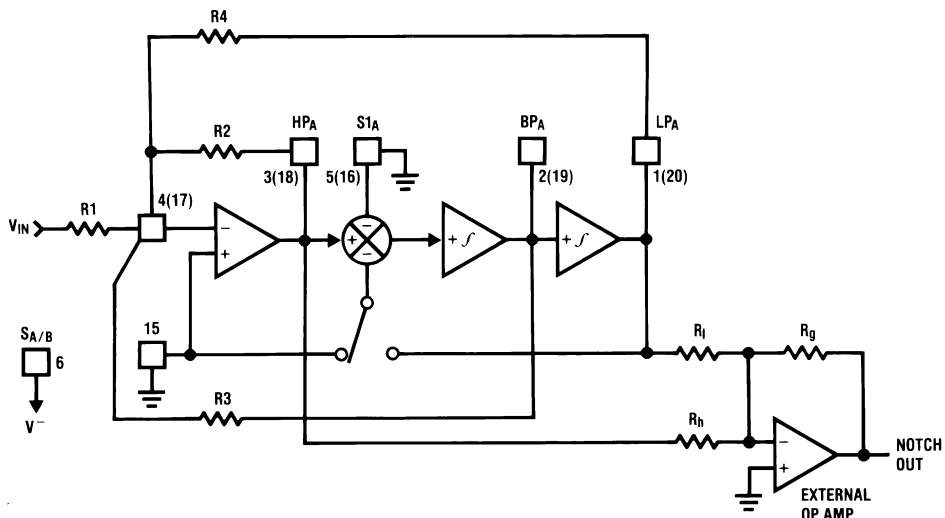 R4
R2
HPA
S1A
BPA
LPA
3(18)
5(16)
2(19)
1(20)
4(17)
R1
VIN
−
+
+
−
−
+ ∫
+ ∫
SA/B
6
V−
15
R3
Rl
Rg
Rh
−
+
NOTCH
OUT
EXTERNAL
OP AMP